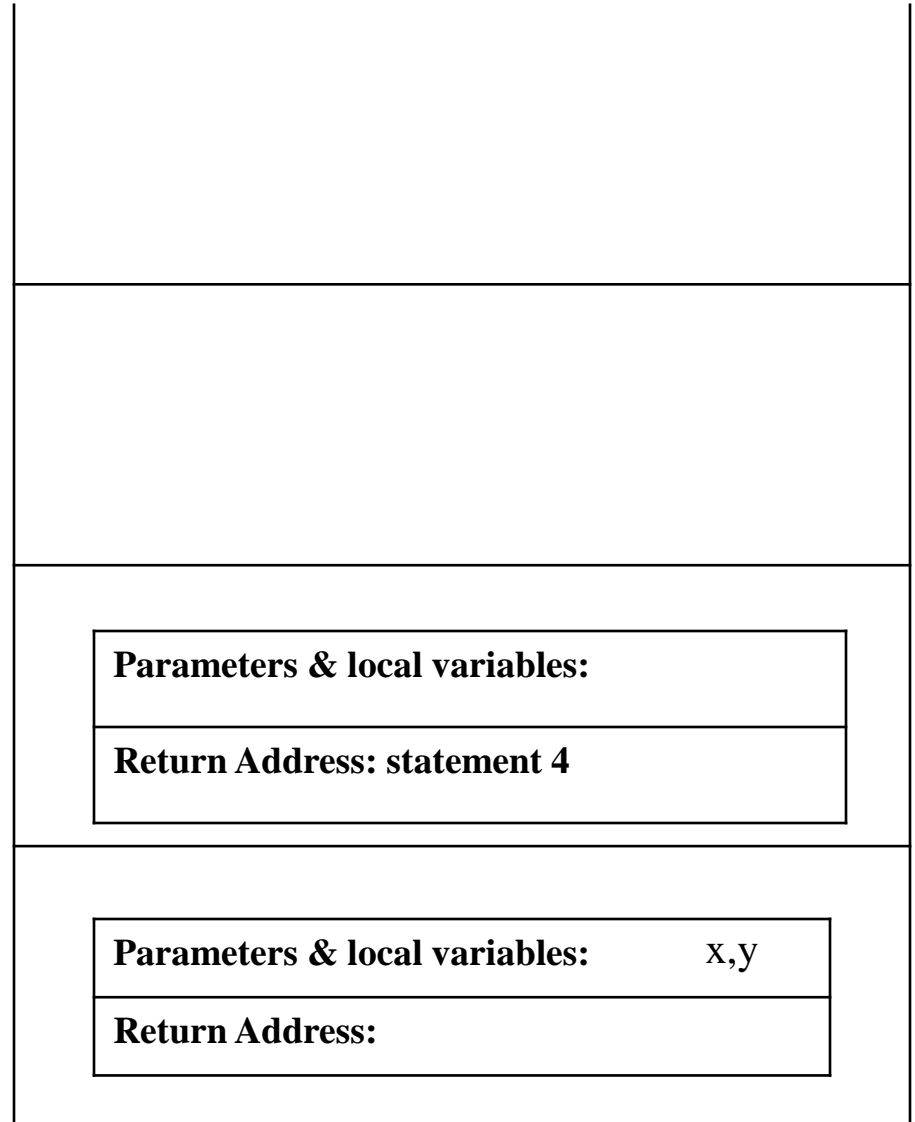 Parameters & local variables:
Return Address: statement 4
Parameters & local variables: x,y
Return Address: